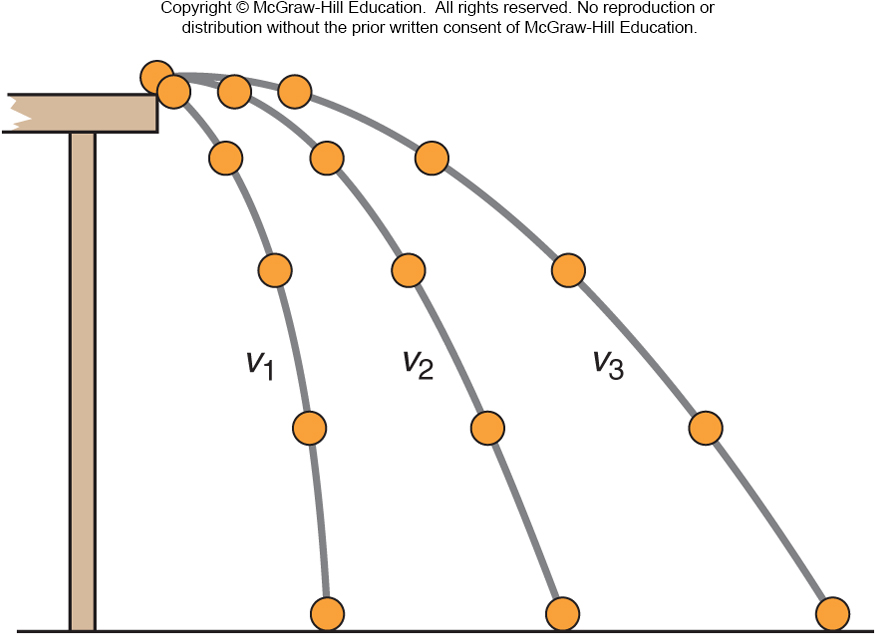 Copyright © McGraw-Hill Education.  All rights reserved. No reproduction or
distribution without the prior written consent of McGraw-Hill Education.
v1
v2
v3